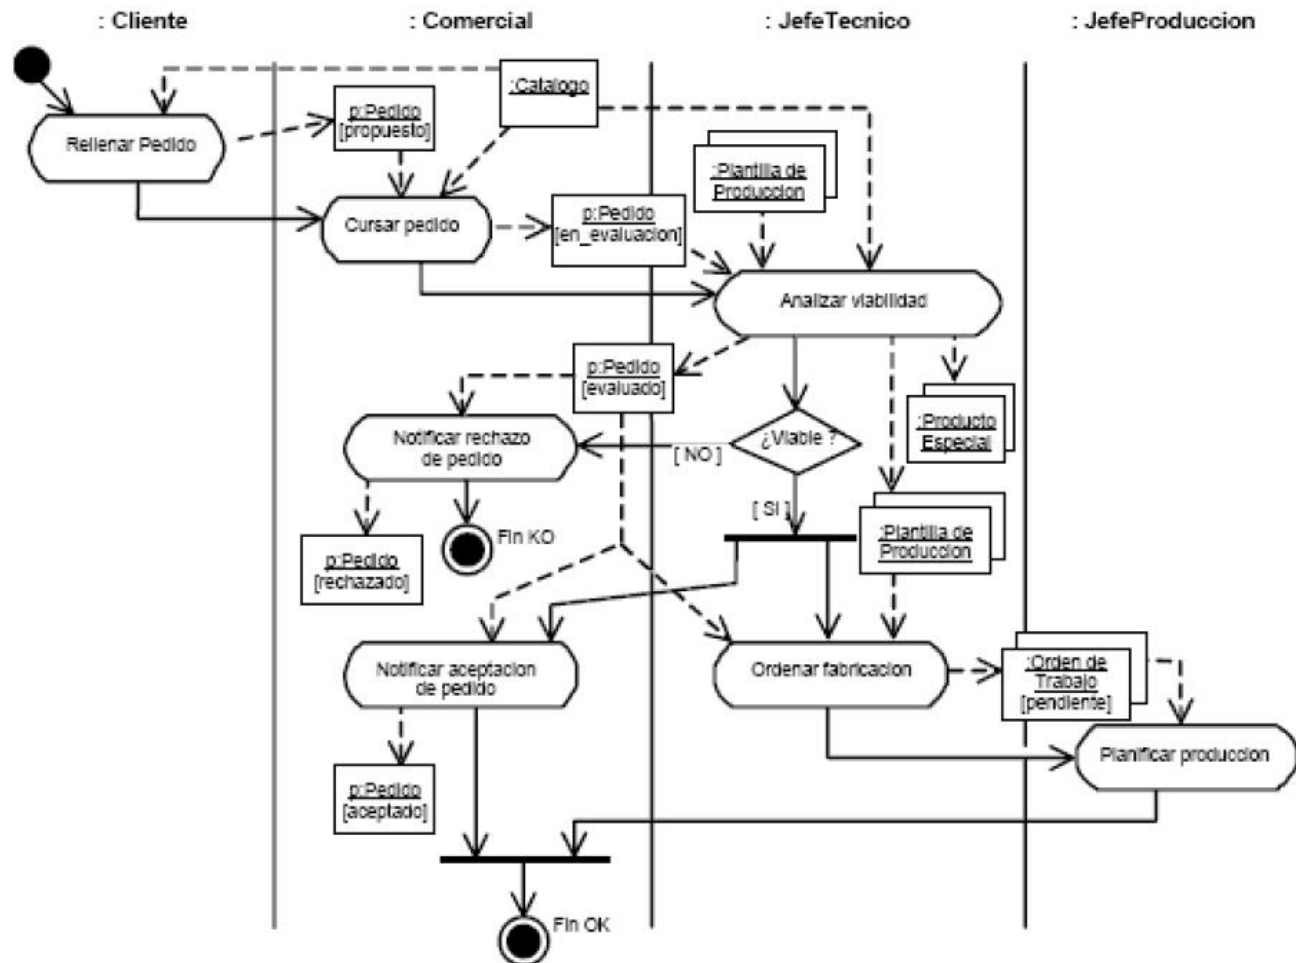 : Cliente
: Comercial
: JefeTecnico
: JefeProduccion
:Catalogo
p:Pedido
[propuesto]
Rellenar Pedido
:Plantilla de
Produccion
Cursar pedido
p:Pedido
[en_evaluacion]
Analizar viabilidad
p:Pedido
[evaluado]
:Producto
Especial
Notificar rechazo
de pedido
[ NO ]
¿Viable ?
[ SI ]
Fin KO
:Plantilla de
Produccion
p:Pedido
[rechazado]
Notificar aceptacion
de pedido
Ordenar fabricacion
:Orden de
Trabajo
[pendiente]
Planificar produccion
p:Pedido
[aceptado]
Fin OK